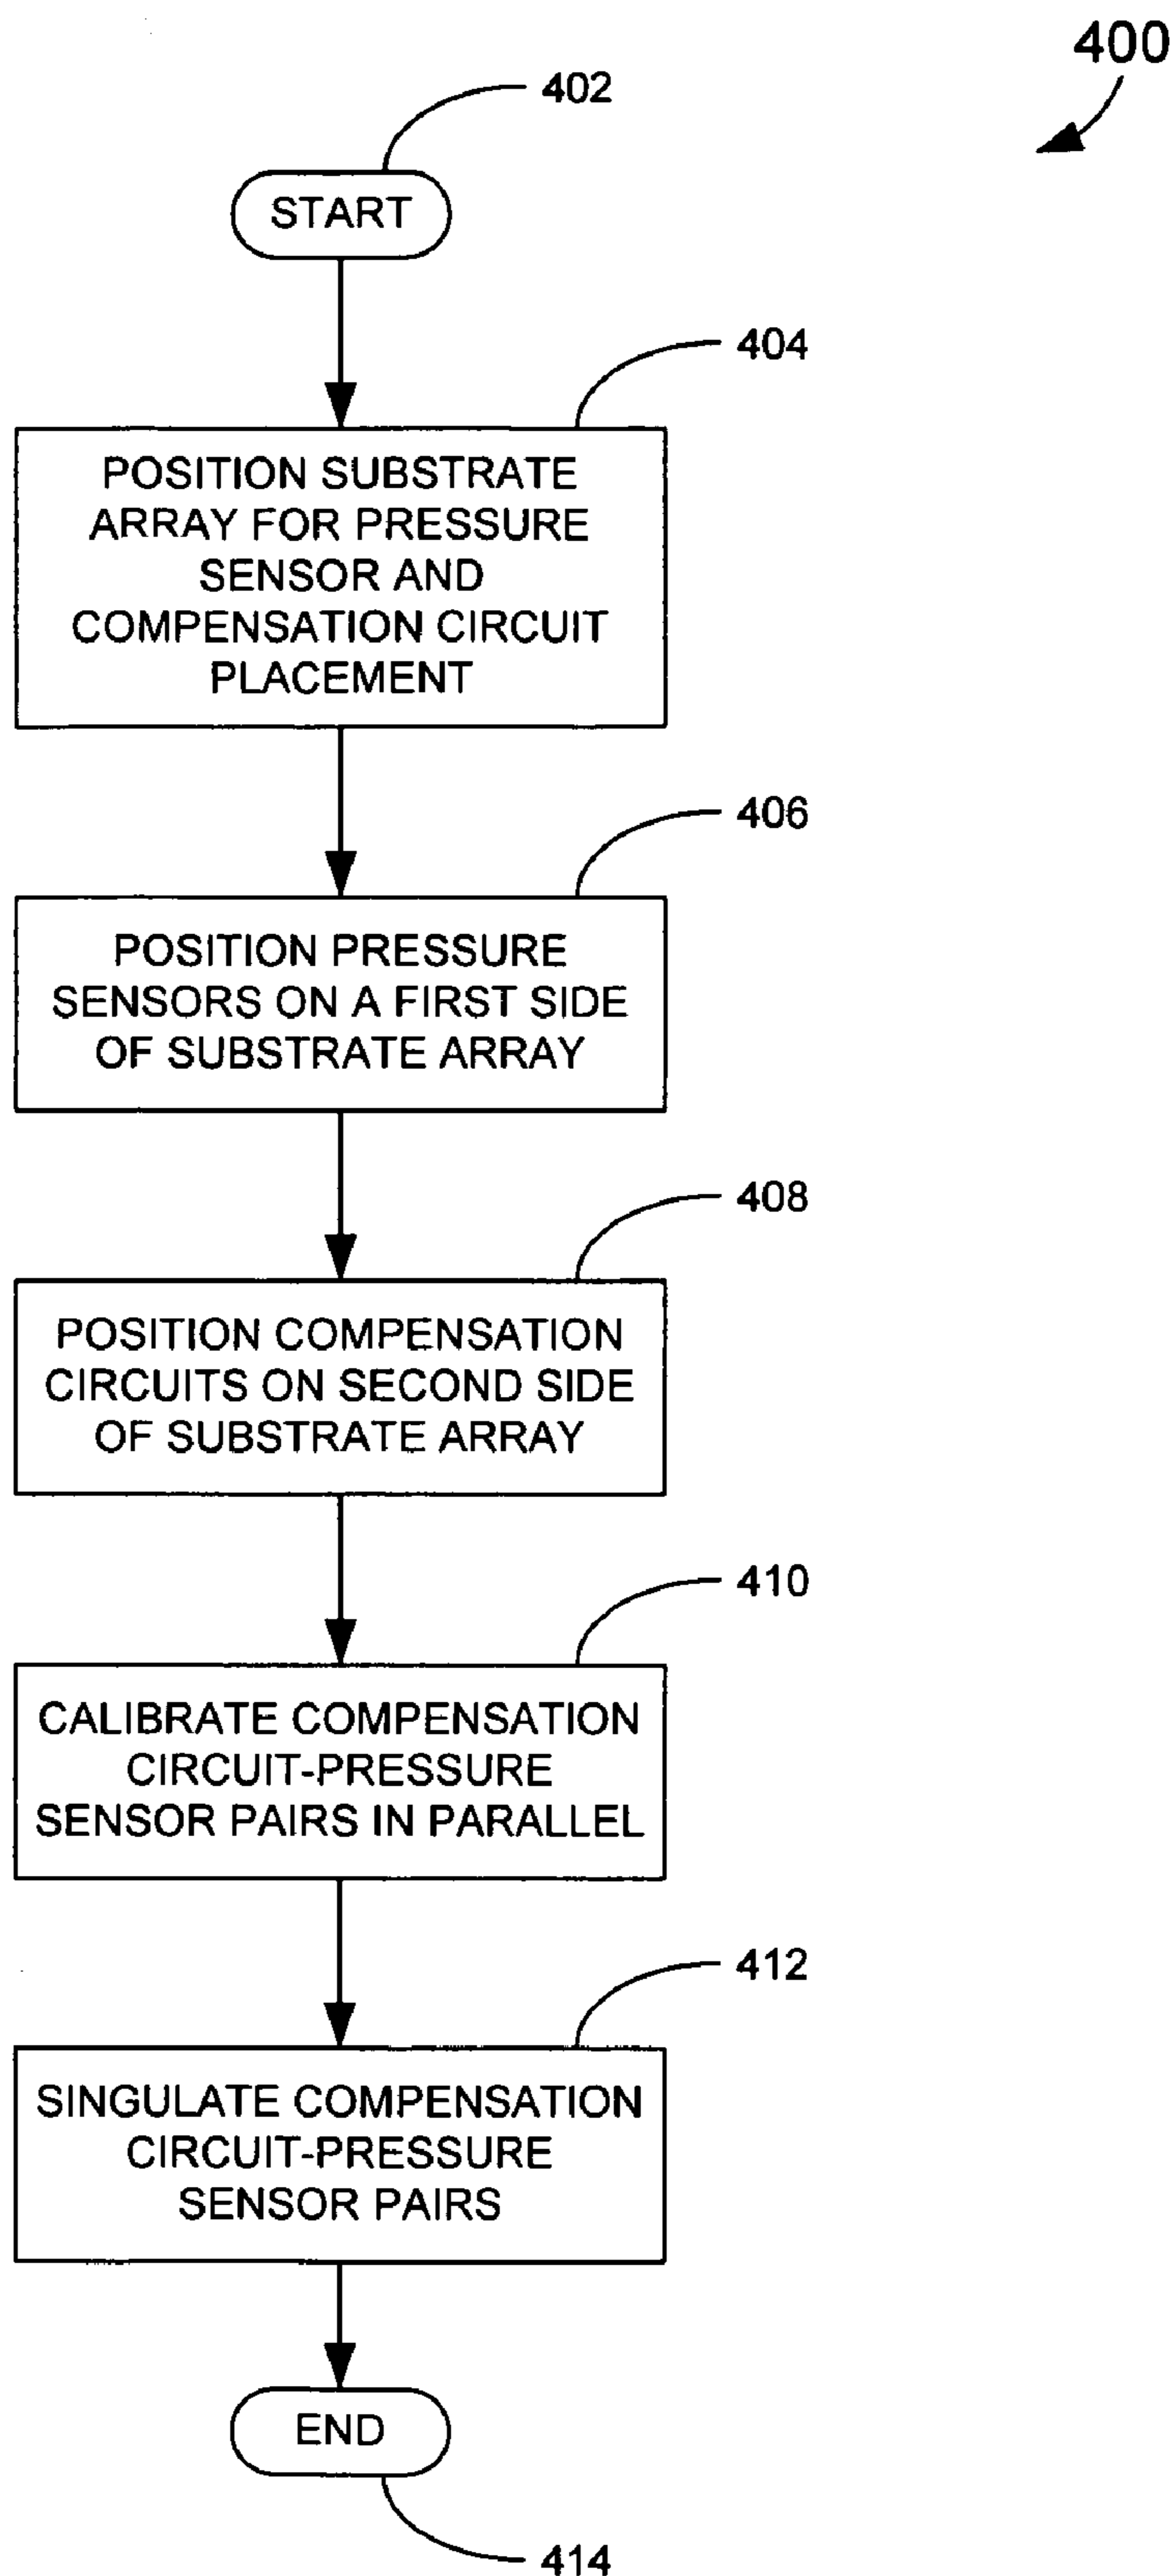 400
402
START
404
POSITION SUBSTRATE
ARRAY FOR PRESSURE
SENSOR AND
COMPENSATION CIRCUIT
PLACEMENT
406
POSITION PRESSURE
SENSORS ON A FIRST SIDE
OF SUBSTRATE ARRAY
408
POSITION COMPENSATION
CIRCUITS ON SECOND SIDE
OF SUBSTRATE ARRAY
410
CALIBRATE COMPENSATION
CIRCUIT-PRESSURE
SENSOR PAIRS IN PARALLEL
412
SINGULATE COMPENSATION
CIRCUIT-PRESSURE
SENSOR PAIRS
END
414